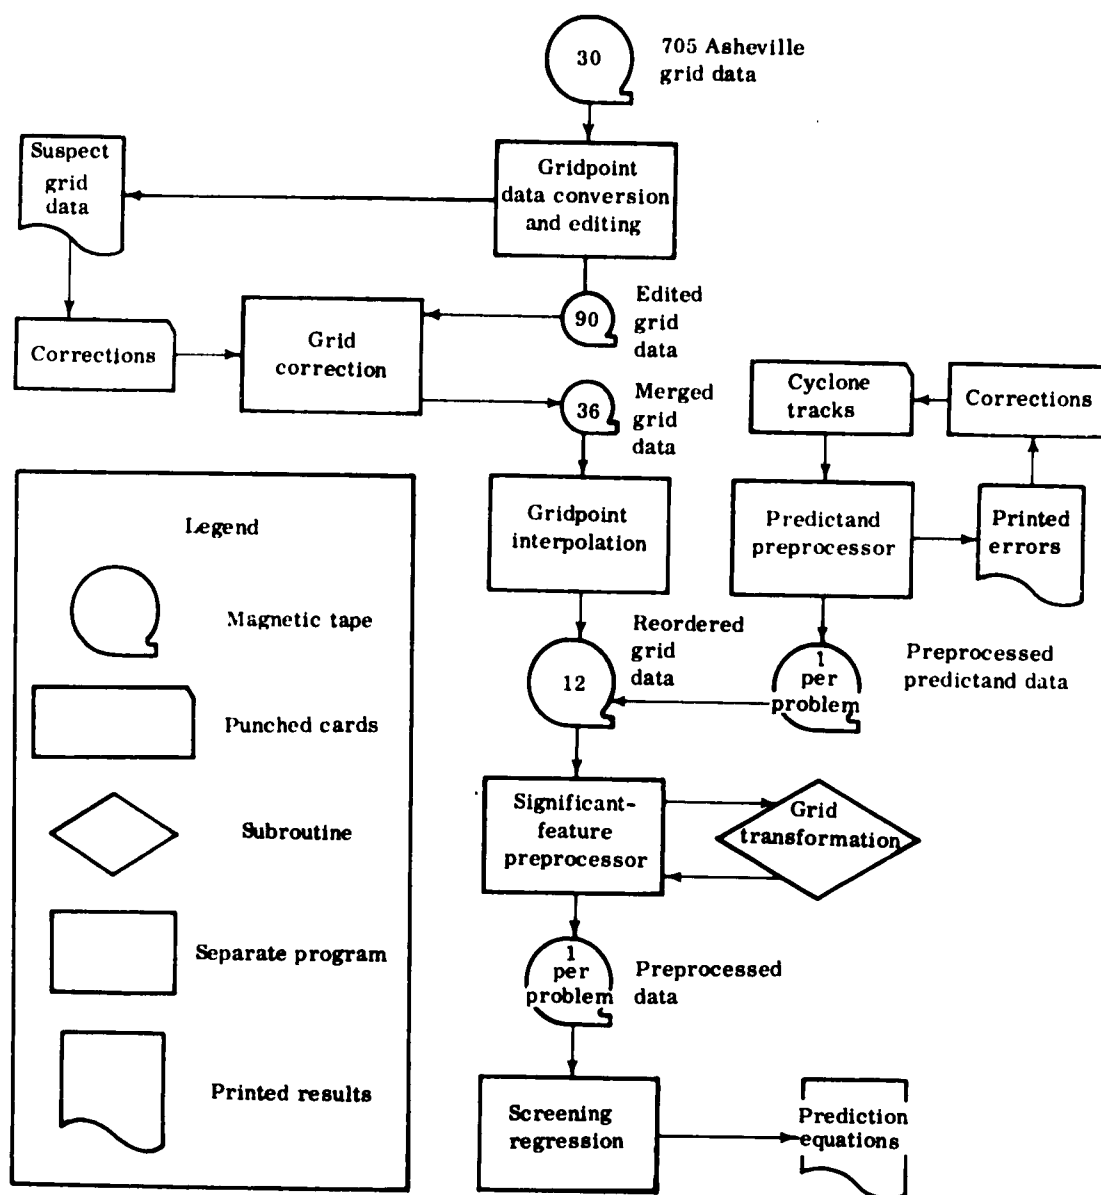 30
705 Asheville
grid data
Suspect
grid
data
Gridpoint
data conversion
and editing
90
Edited
grid
data
Corrections
Grid
correction
36
Merged
grid
data
Cyclone
tracks
Corrections
Gridpoint
interpolation
Predictand
preprocessor
Printed
errors
Reordered
grid
data
12
1
per
problem
Preprocessed
predictand data
Significant-
feature
preprocessor
Grid
transformation
1
per
problem
Preprocessed
data
Screening
regression
Prediction
equations
Legend
Magnetic tape
Punched cards
Subroutine
Separate program
Printed results